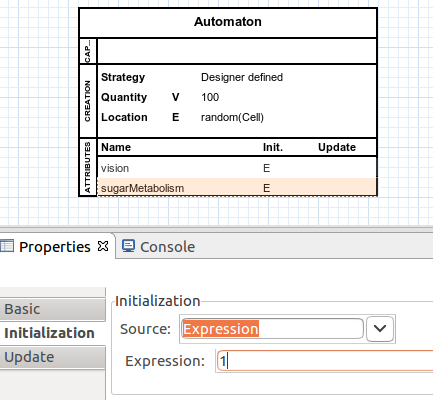 Automaton
CAP...
CREATION
Strategy Designer defined
Quantity V 100
Location E random(Cell)
ATTRIBUTES
Name Init. Update
vision E
sugarMetabolism E
Properties Console
Basic
Initialization
Update
Initialization
Source: Expression
Expression: 1